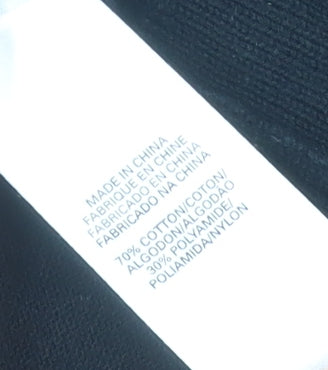 MADE IN CHINA
FABRIQUE EN CHINE
FABRICADO EN CHINA
FABRICADO NA CHINA
70% COTTON/COTON/
ALGODON/ALGODAO
30% POLYAMIDE/
POLIAMIDA/NYLON